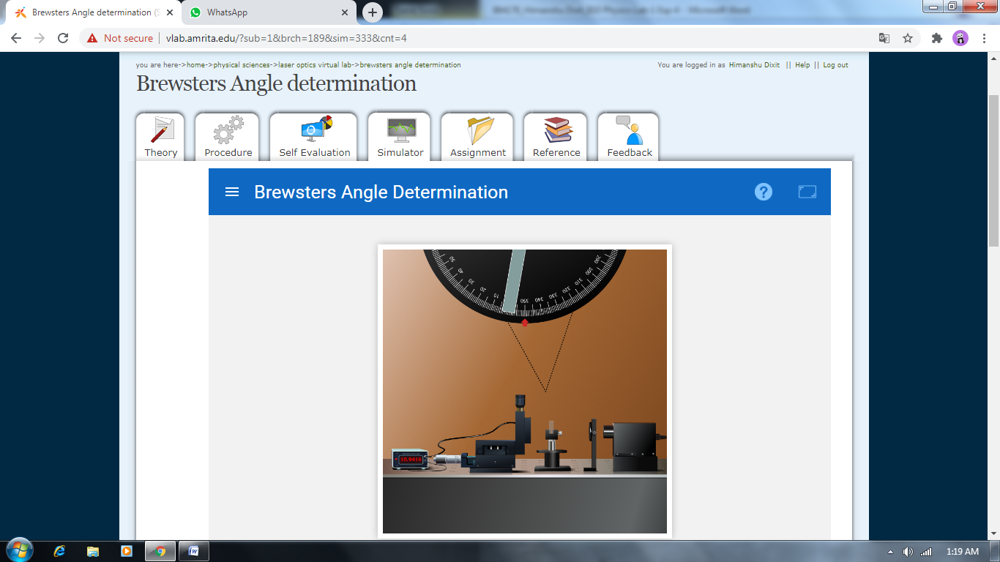 Brewsters Angle determination (S
WhatsApp
Not secure
vlab.amrita.edu/?sub=1&brch=189&sim=333&cnt=4
you are here->home->physical sciences->laser optics virtual lab->brewsters angle determination
You are logged in as Himanshu Dixit || Help || Log out
Brewsters Angle determination
Theory
Procedure
Self Evaluation
Simulator
Assignment
Reference
Feedback
Brewsters Angle Determination
?
50
40
30
20
10
350
340
330
320
310
300
290
10.9416
1:19 AM